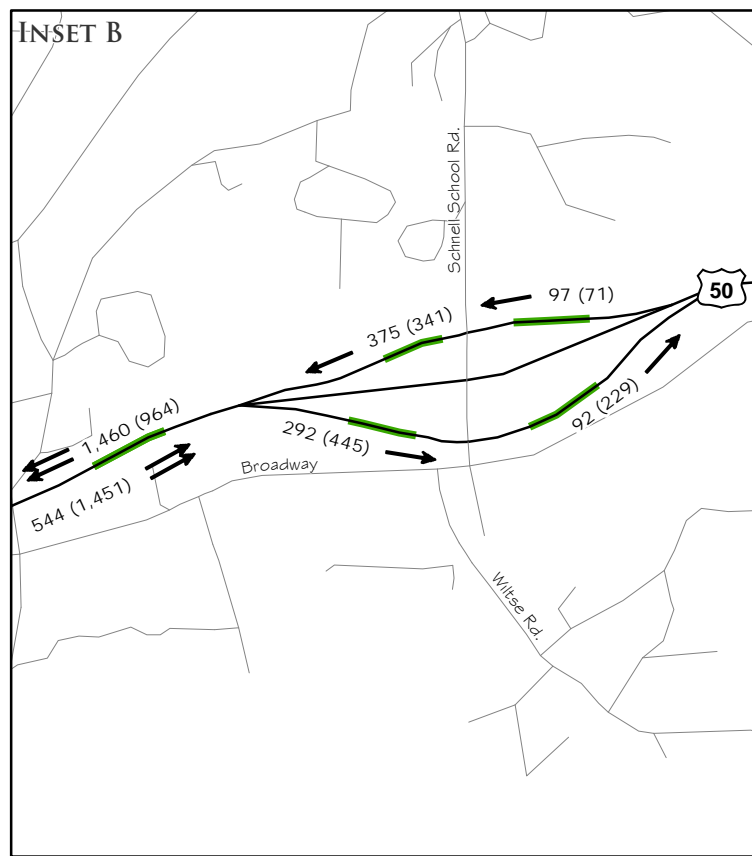 INSET B
Schnell School Rd.
50
97 (71)
375 (341)
1,460 (964)
292 (445)
92 (229)
Broadway
544 (1,451)
Wiltse Rd.